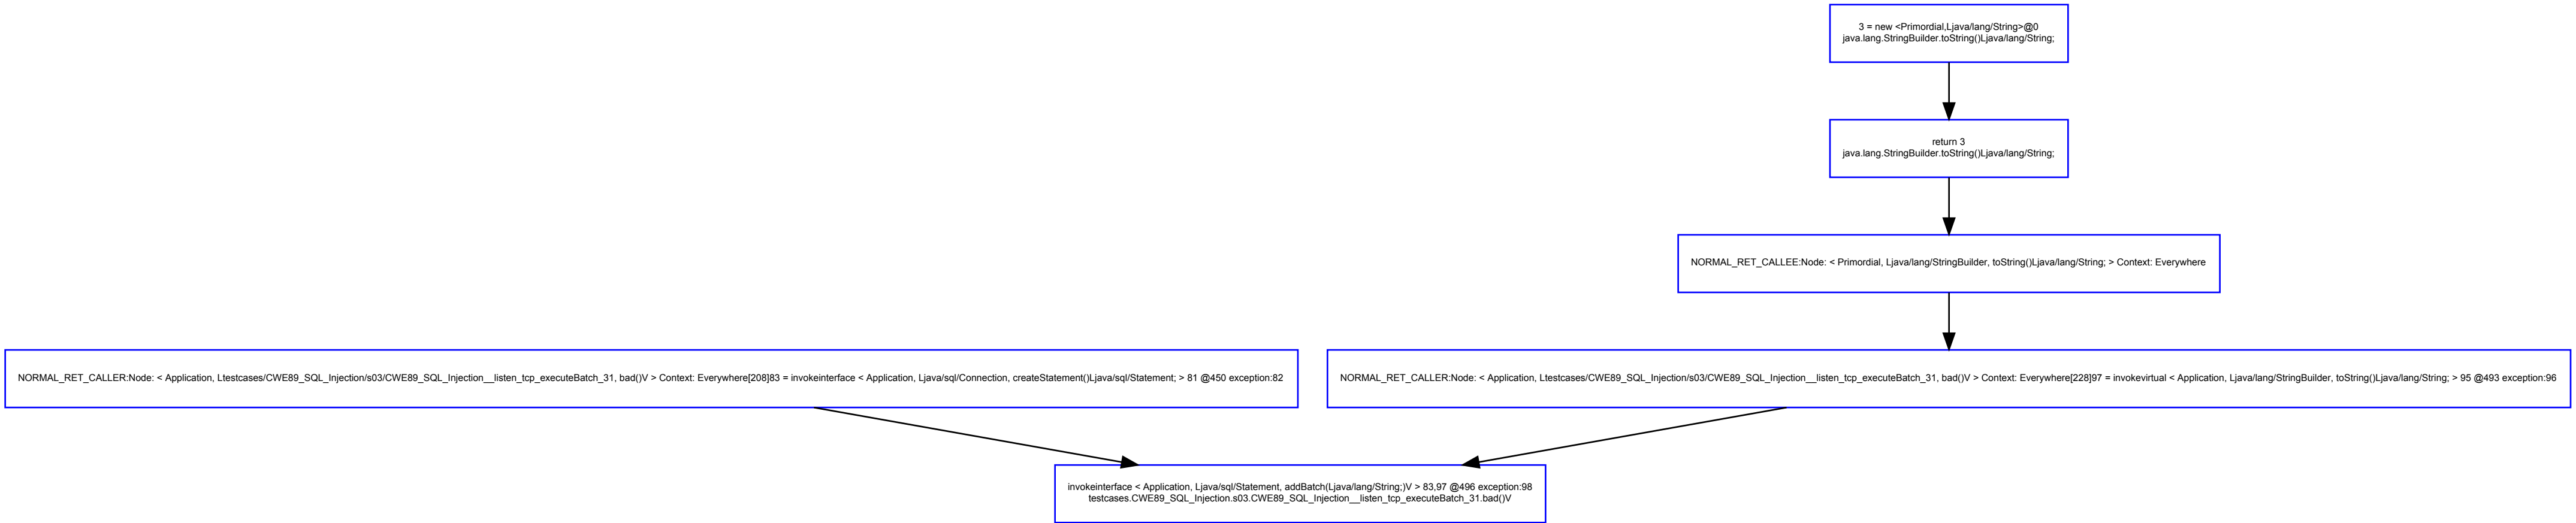 3 = new <Primordial,Ljava/lang/String>@0
java.lang.StringBuilder.toString()Ljava/lang/String;
return 3
java.lang.StringBuilder.toString()Ljava/lang/String;
NORMAL_RET_CALLEE:Node: < Primordial, Ljava/lang/StringBuilder, toString()Ljava/lang/String; > Context: Everywhere
NORMAL_RET_CALLER:Node: < Application, Ltestcases/CWE89_SQL_Injection/s03/CWE89_SQL_Injection__listen_tcp_executeBatch_31, bad()V > Context: Everywhere[208]83 = invokeinterface < Application, Ljava/sql/Connection, createStatement()Ljava/sql/Statement; > 81 @450 exception:82
NORMAL_RET_CALLER:Node: < Application, Ltestcases/CWE89_SQL_Injection/s03/CWE89_SQL_Injection__listen_tcp_executeBatch_31, bad()V > Context: Everywhere[228]97 = invokevirtual < Application, Ljava/lang/StringBuilder, toString()Ljava/lang/String; > 95 @493 exception:96
invokeinterface < Application, Ljava/sql/Statement, addBatch(Ljava/lang/String;)V > 83,97 @496 exception:98
testcases.CWE89_SQL_Injection.s03.CWE89_SQL_Injection__listen_tcp_executeBatch_31.bad()V